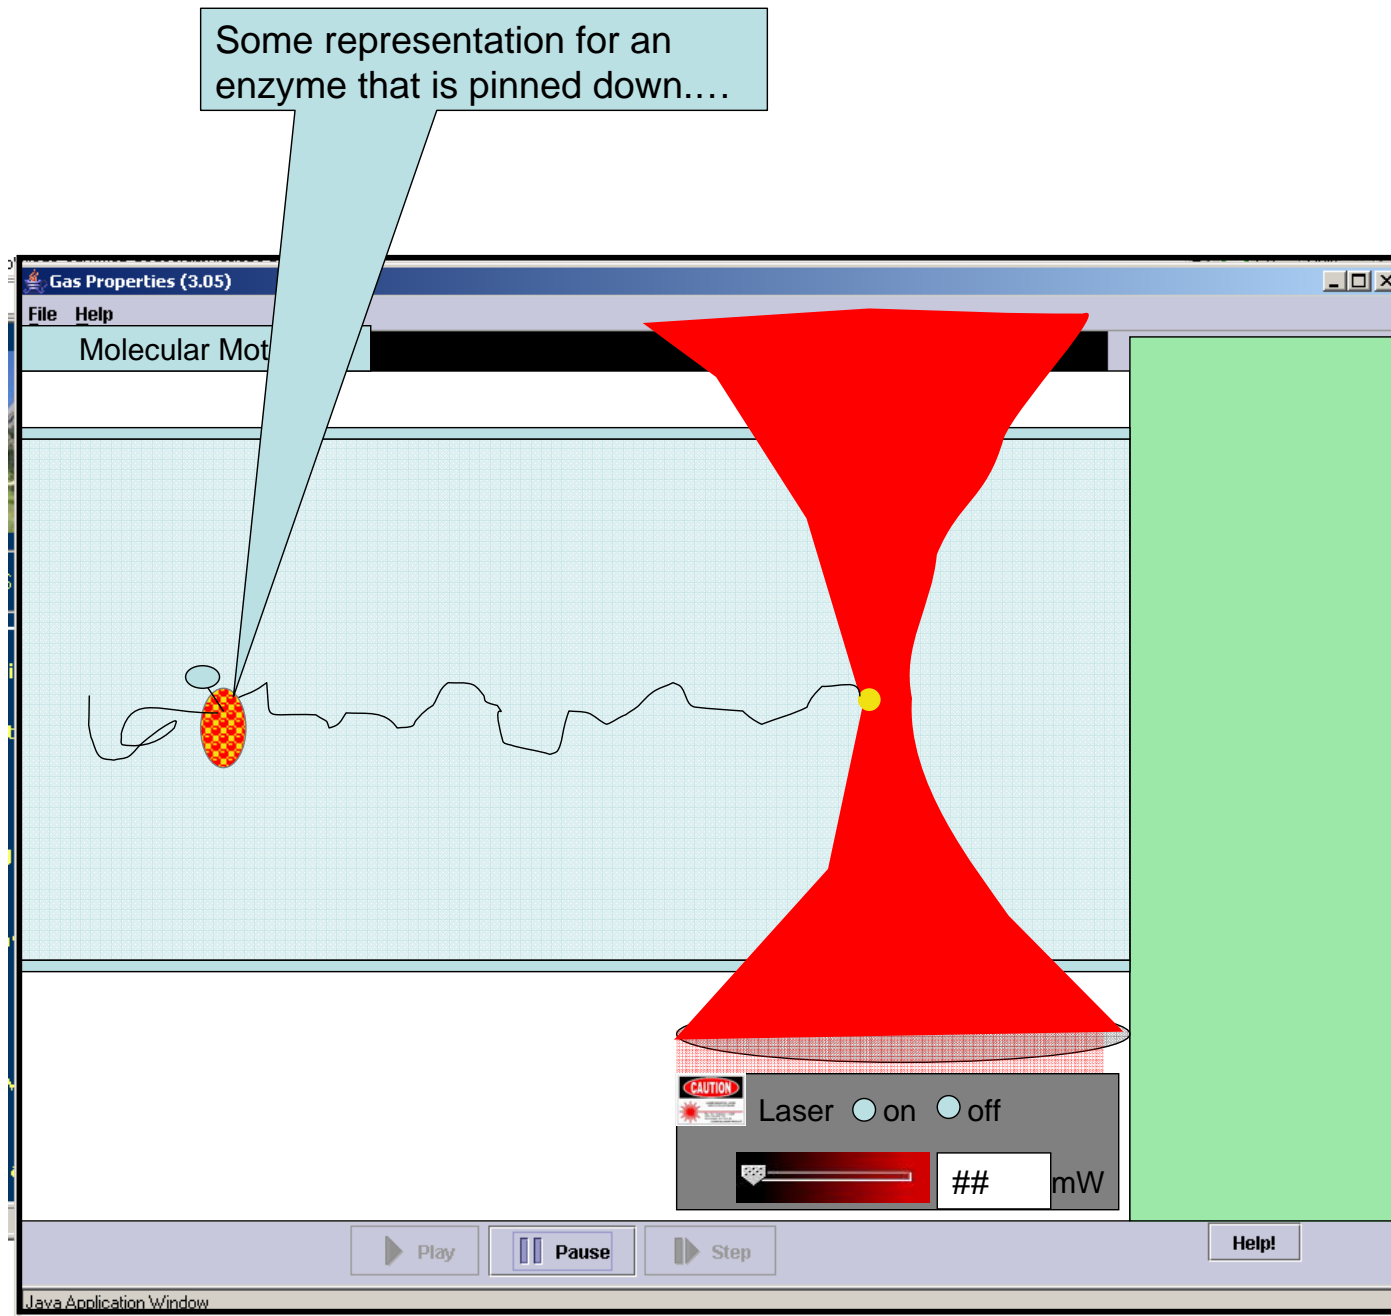 Some representation for an
enzyme that is pinned down....
Gas Properties (3.05)
File Help
Molecular Mot
CAUTION
Laser on off
## mW
Play Pause Step
Help!
Java Application Window